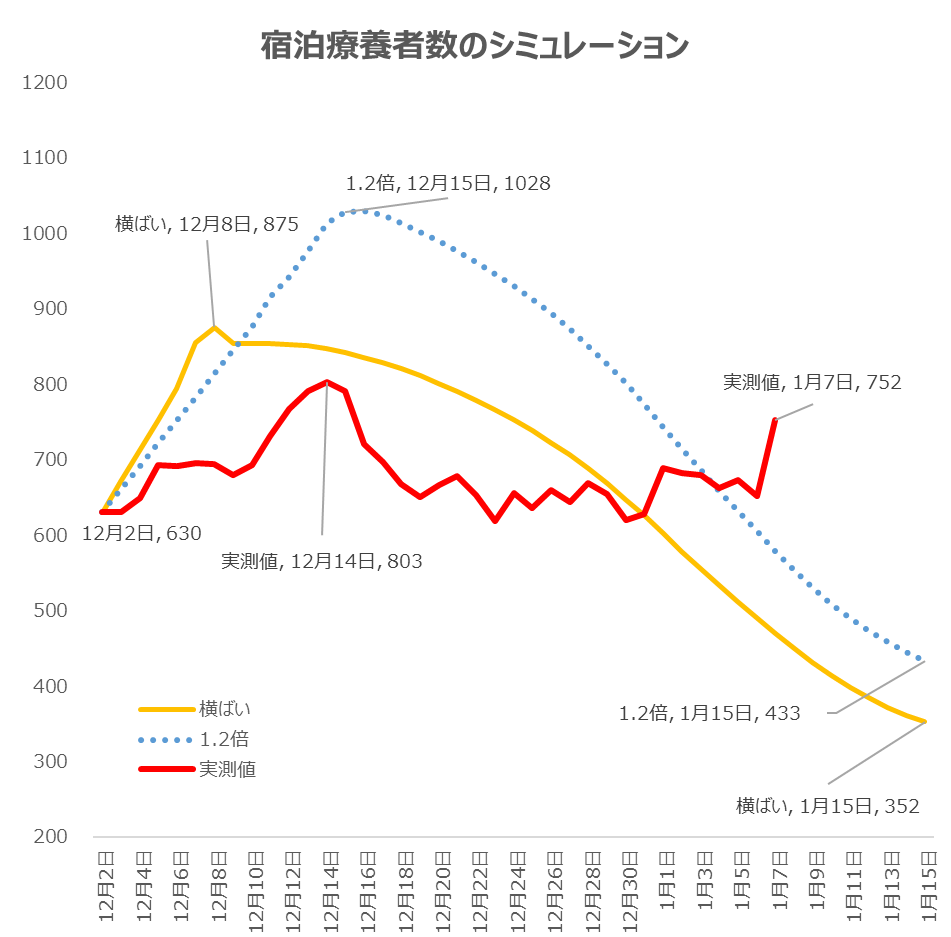 宿泊療養者数のシミュレーション
1200
1100
1000
900
800
700
600
500
400
300
200
1.2倍, 12月15日, 1028
横ばい, 12月8日, 875
実測値, 1月7日, 752
12月2日, 630
実測値, 12月14日, 803
1.2倍, 1月15日, 433
横ばい, 1月15日, 352
横ばい
1.2倍
実測値
12月2日
12月4日
12月6日
12月8日
12月10日
12月12日
12月14日
12月16日
12月18日
12月20日
12月22日
12月24日
12月26日
12月28日
12月30日
1月1日
1月3日
1月5日
1月7日
1月9日
1月11日
1月13日
1月15日